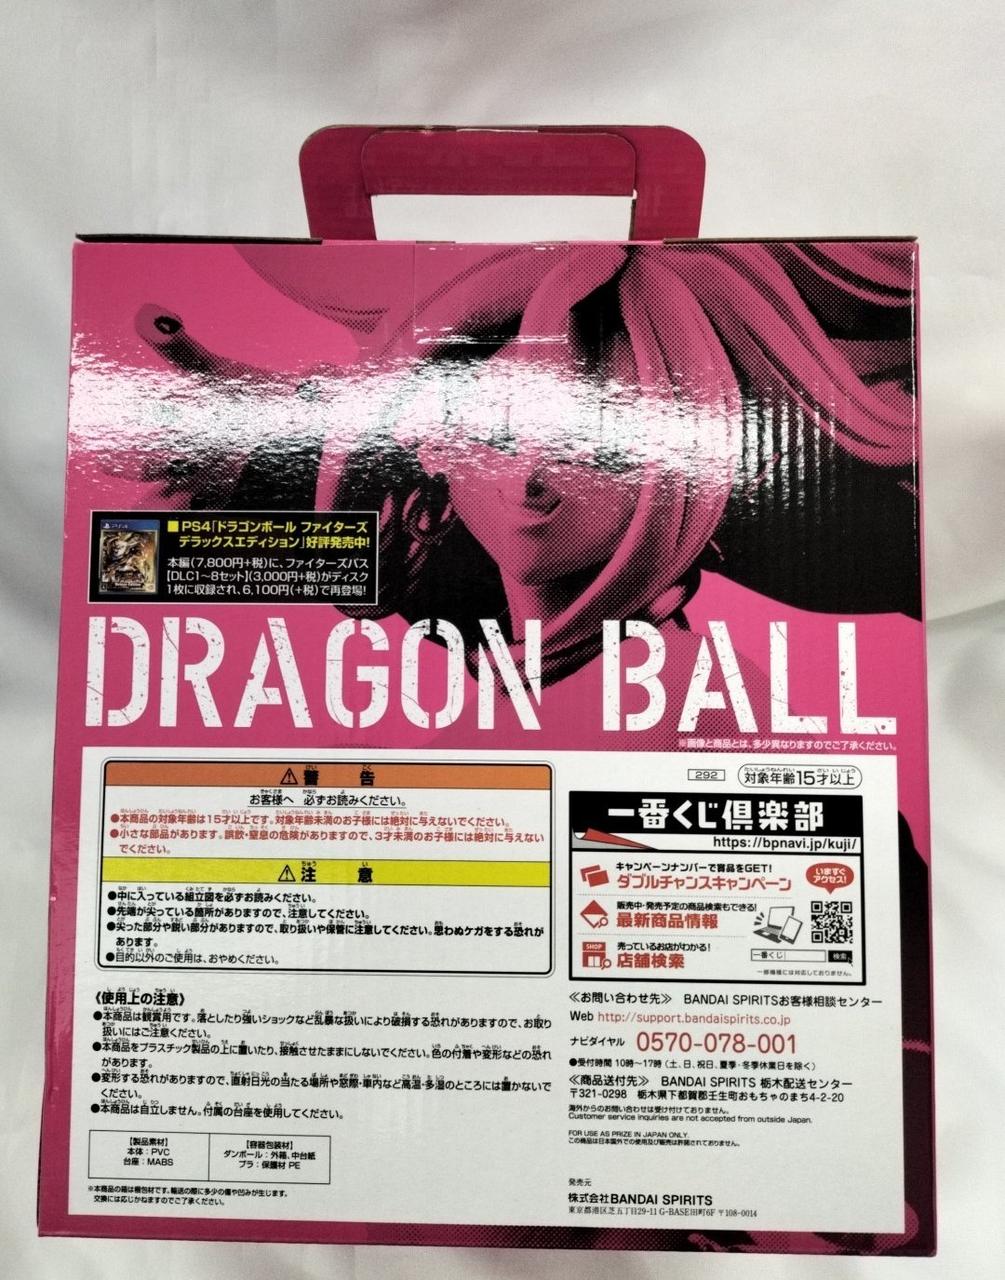 ■PS4「ドラゴンボール ファイターズ
デラックスエディション」好評発売中!
本編(7,800円+税)に、ファイターズパス
【DLC1~8セット】(3,000円+税)がディスク
1枚に収録され、6,100円(+税)で再登場!
DRAGON BALL
※画像と商品とは、多少異なりますのでご了承ください。
⚠警告
お客様へ 必ずお読みください。
●本商品の対象年齢は15才以上です。対象年齢未満のお子様には絶対に与えないでください。
●小さな部品があります。誤飲・窒息の危険がありますので、3才未満のお子様には絶対に与えない
でください。
⚠注意
●中に入っている組立図を必ずお読みください。
●先端が尖っている箇所がありますので、注意してください。
●尖った部分や鋭い部分がありますので、取り扱いや保管に注意してください。思わぬケガをする恐れが
あります。
●目的以外のご使用は、おやめください。
《使用上の注意》
●本商品は観賞用です。落としたり強いショックなど乱暴な扱いにより破損する恐れがありますので、お取り
扱いにはご注意ください。
●本商品をプラスチック製品の上に置いたり、接触させたままにしないでください。色の付着や変形などの恐れ
があります。
●変形する恐れがありますので、直射日光の当たる場所や窓際・車内など高温・多湿のところには置かないで
ください。
●本商品は自立しません。付属の台座を使用してください。
【製品素材】
本体:PVC
台座:MABS
【容器包装材】
ダンボール:外箱、中台紙
プラ:保護材 PE
※本商品の箱は梱包材です。輸送の際に多少の傷や凹みが生じます。
交換には応じかねますのでご了承ください。
292
対象年齢15才以上
一番くじ倶楽部
https://bpnavi.jp/kuji/
キャンペーンナンバーで賞品をGET!
ダブルチャンスキャンペーン
いますぐ
アクセス!
販売中・発売予定の商品検索もできる!
最新商品情報
SHOP
売っているお店がわかる!
店舗検索
一番くじ
検索
一部機種には対応しておりません。
≪お問い合わせ先≫ BANDAI SPIRITSお客様相談センター
Web http://support.bandaispirits.co.jp
ナビダイヤル 0570-078-001
●受付時間 10時~17時(土、日、祝日、夏季・冬季休業日を除く)
≪商品送付先≫ BANDAI SPIRITS 栃木配送センター
〒321-0298 栃木県下都賀郡壬生町おもちゃのまち4-2-20
海外からのお問い合わせは受け付けておりません。
Customer service inquiries are not accepted from outside Japan.
FOR USE AS PRIZE IN JAPAN ONLY.
この商品は日本国外での使用及び販売は許諾されておりません。
発売元
株式会社BANDAI SPIRITS
東京都港区芝五丁目29-11 G-BASE田町6F 〒108-0014